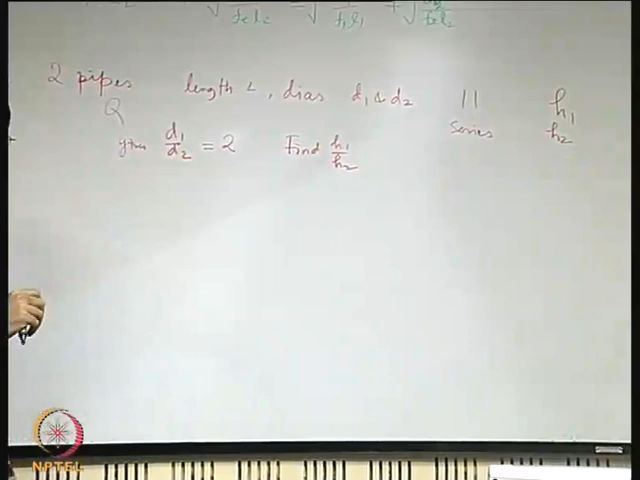 2 pipes length L, dias d₁ & d₂ || h₁
Q Series h₂
given d₁/d₂ = 2 Find h₁/h₂
NPTEL